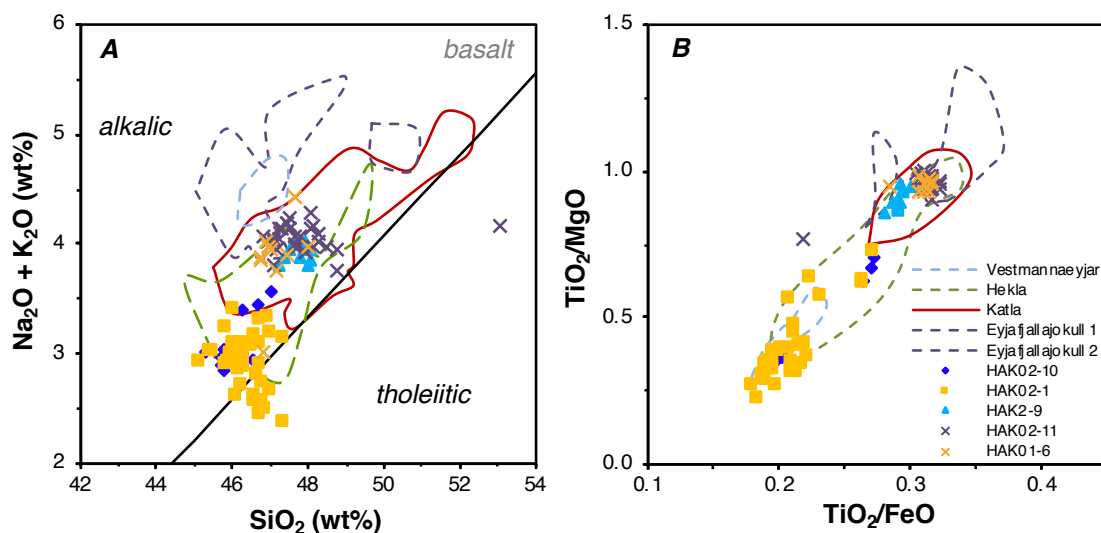 A
basalt
alkalic
tholeiitic
6
5
4
3
2
42
44
46
48
50
52
54
Na₂O + K₂O (wt%)
SiO₂ (wt%)
B
1.5
1.0
0.5
0.0
0.1
0.2
0.3
0.4
TiO₂/MgO
TiO₂/FeO
Vestmannaeyjar
Hekla
Katla
Eyjafjallajokull 1
Eyjafjallajokull 2
HAK02-10
HAK02-1
HAK2-9
HAK02-11
HAK01-6